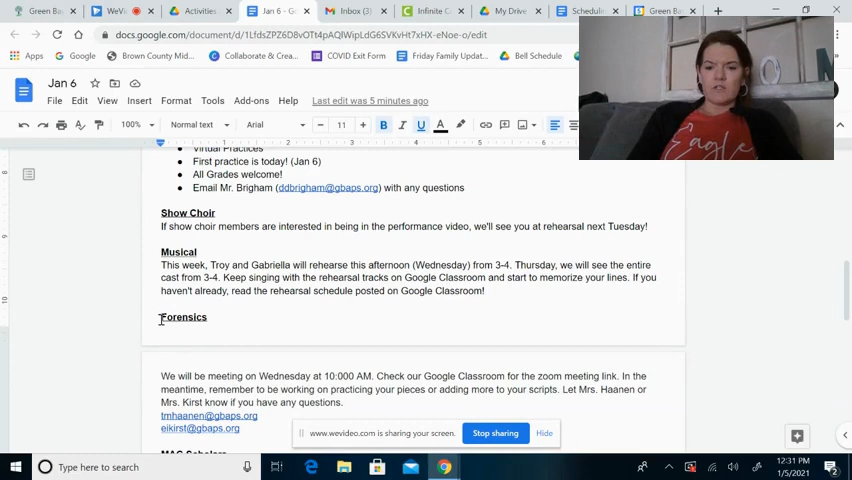 Green Ba
WeVi
Activities
Jan 6 - Go
Inbox (3)
Infinite C
My Drive
Scheduli
Green Ba
docs.google.com/document/d/1LfdsZPZ6D8vOTt4pAQlWipLdG6SVKvHt7xHX-eNoe_o/edit
Apps
Google
Brown County Mid...
Collaborate & Crea...
COVID Exit Form
Friday Family Upda...
Bell Schedule
Jan 6
File Edit View Insert Format Tools Add-ons Help Last edit was 5 minutes ago
100% Normal text Arial 11 B I U A
Virtual Practices
First practice is today! (Jan 6)
All Grades welcome!
Email Mr. Brigham (ddbrigham@gbaps.org) with any questions
Show Choir
If show choir members are interested in being in the performance video, we'll see you at rehearsal next Tuesday!
Musical
This week, Troy and Gabriella will rehearse this afternoon (Wednesday) from 3-4. Thursday, we will see the entire
cast from 3-4. Keep singing with the rehearsal tracks on Google Classroom and start to memorize your lines. If you
haven't already, read the rehearsal schedule posted on Google Classroom!
Forensics
We will be meeting on Wednesday at 10:000 AM. Check our Google Classroom for the zoom meeting link. In the
meantime, remember to be working on practicing your pieces or adding more to your scripts. Let Mrs. Haanen or
Mrs. Kirst know if you have any questions.
tmhaanen@gbaps.org
eikirst@gbaps.org
MAC Scholars
www.wevideo.com is sharing your screen.
Stop sharing
Hide
Type here to search
12:31 PM
1/5/2021